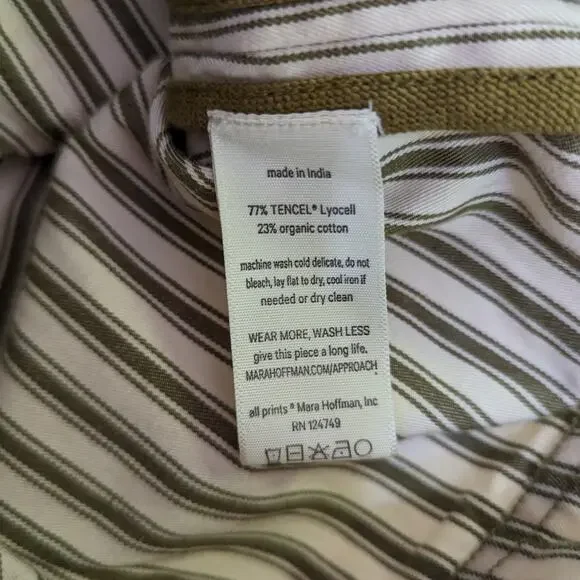 made in India
77% TENCEL® Lyocell
23% organic cotton
machine wash cold delicate, do not
bleach, lay flat to dry, cool iron if
needed or dry clean
WEAR MORE, WASH LESS
give this piece a long life.
MARAHOFFMAN.COM/APPROACH
all prints ® Mara Hoffman, Inc
RN 124749